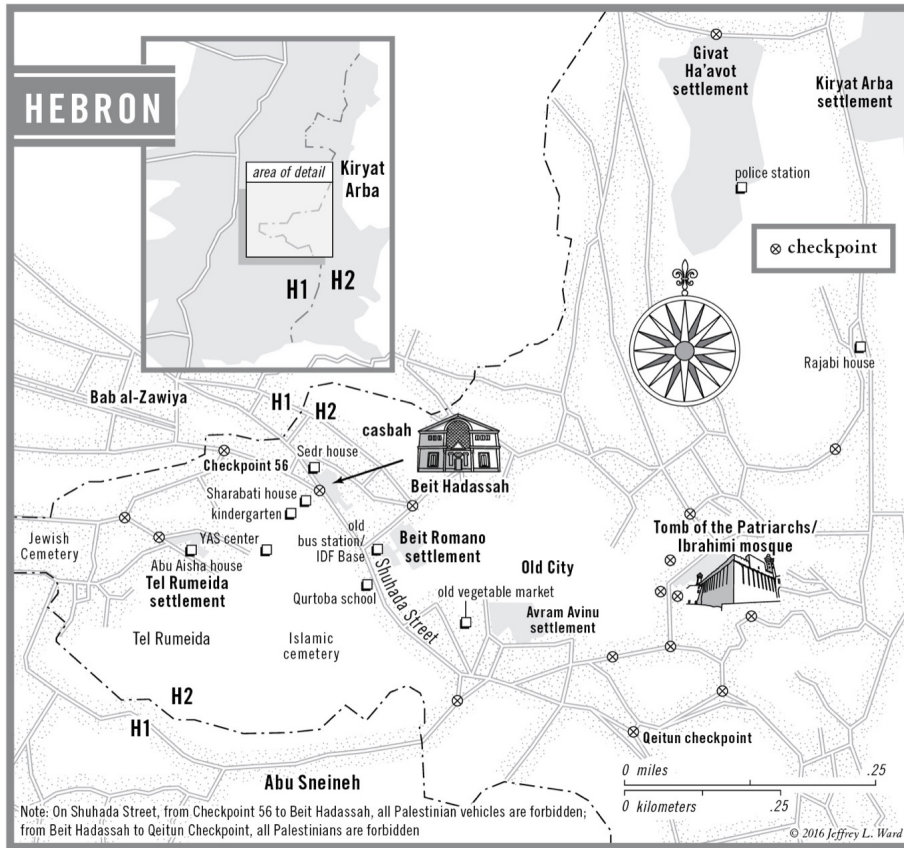 HEBRON
area of detail
Kiryat
Arba
H1
H2
Givat
Ha’avot
settlement
Kiryat Arba
settlement
police station
checkpoint
Rajabi house
Bab al-Zawiya
H1
H2
casbah
Sedr house
Checkpoint 56
Beit Hadassah
Sharabati house
kindergarten
old
bus station/
IDF Base
Beit Romano
settlement
Tomb of the Patriarchs/
Ibrahimi mosque
Jewish
Cemetery
YAS center
Abu Aisha house
Tel Rumeida
settlement
Old City
Qurtoba school
Shuhada Street
old vegetable market
Avram Avinu
settlement
Tel Rumeida
Islamic
cemetery
H2
H1
Qeitun checkpoint
Abu Sneineh
0 miles .25
0 kilometers .25
Note: On Shuhada Street, from Checkpoint 56 to Beit Hadassah, all Palestinian vehicles are forbidden;
from Beit Hadassah to Qeitun Checkpoint, all Palestinians are forbidden
© 2016 Jeffrey L. Ward